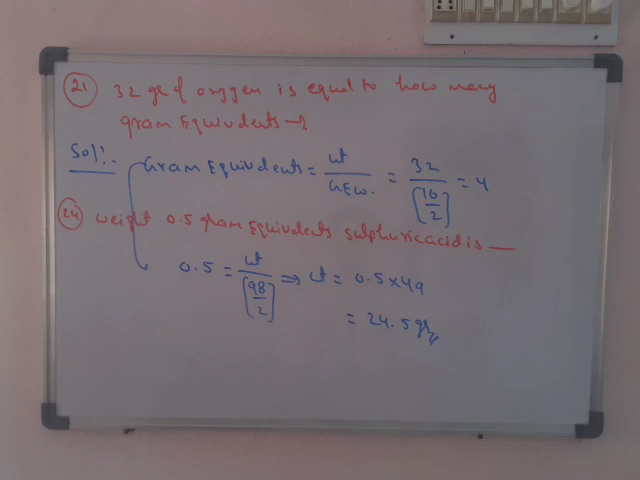 21 32 gr of oxygen is equal to how many
gram Equivalents →
Sol:- Gram Equivalents = wt/GEW. = 32/[16/2] = 4
24 weight 0.5 gram Equivalents sulphuric acid is —
0.5 = wt/[98/2] ⇒ wt = 0.5×49
= 24.5 gr